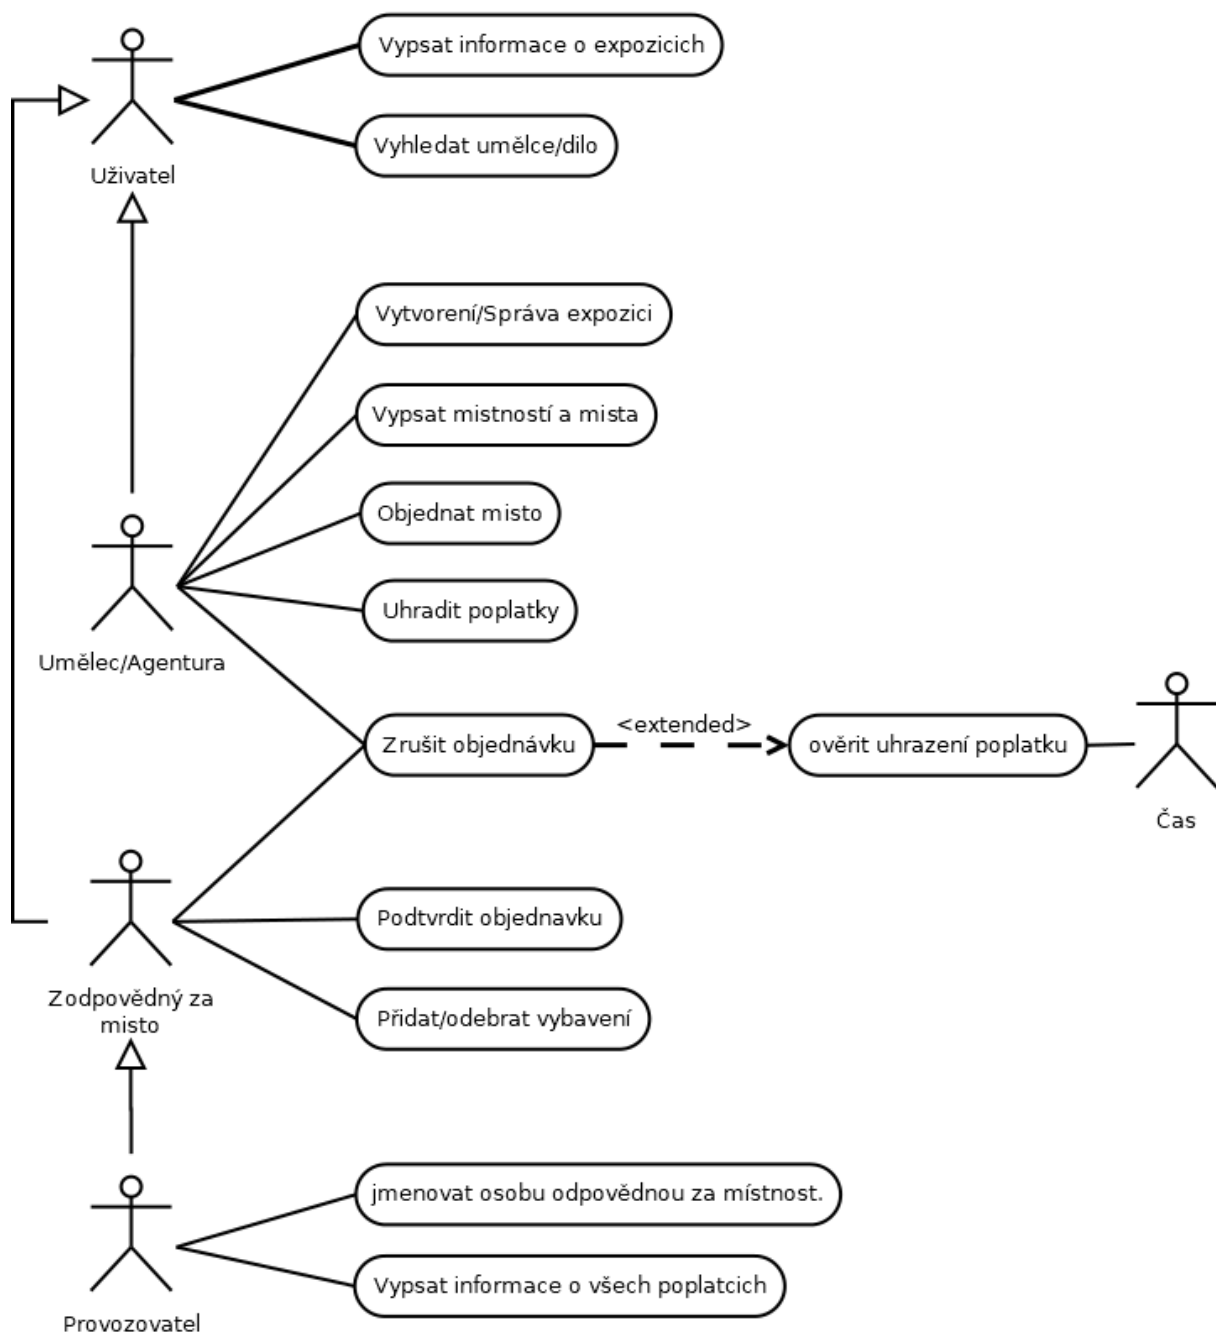 Vypsat informace o expozicich
Vyhledat umělce/dilo
Uživatel
Vytvorení/Správa expozici
Vypsat mistností a mista
Objednat misto
Uhradit poplatky
Umělec/Agentura
<extended>
Zrušit objednávku
ověrit uhrazení poplatku
Čas
Podtvrdit objednavku
Zodpovědný za
misto
Přidat/odebrat vybavení
jmenovat osobu odpovědnou za místnost.
Vypsat informace o všech poplatcich
Provozovatel